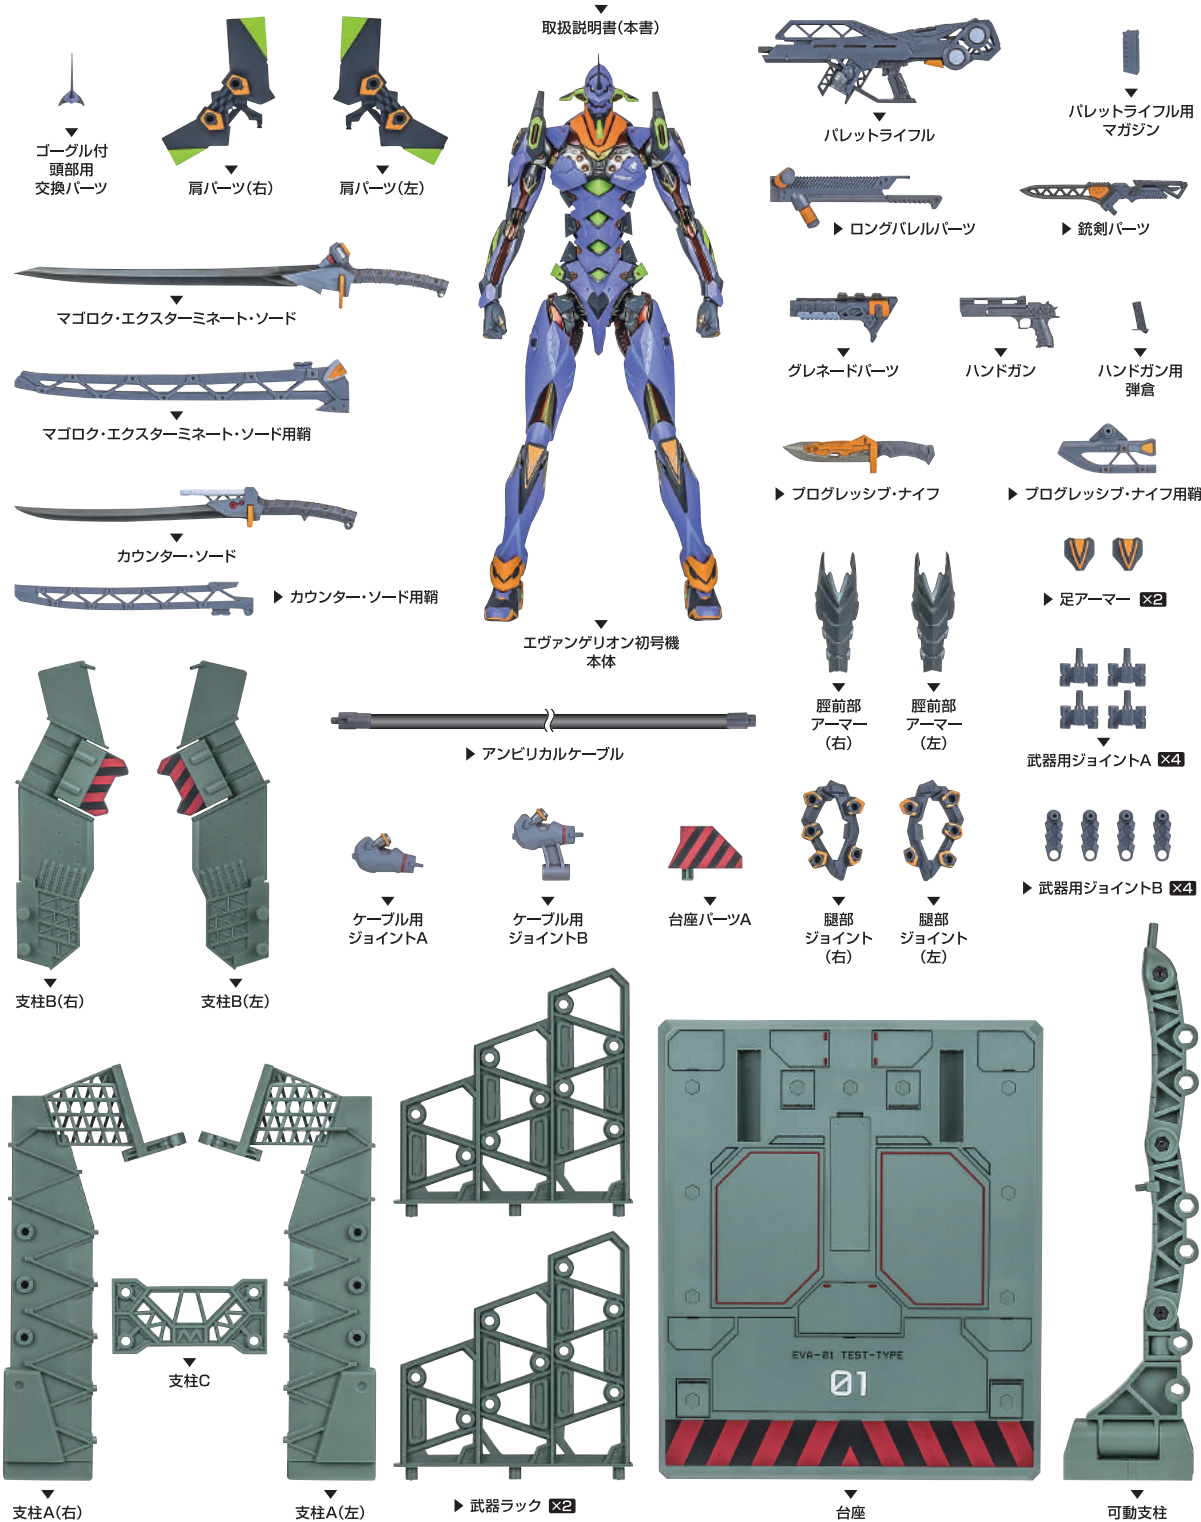 取扱説明書(本書)
ゴーグル付
頭部用
交換パーツ
肩パーツ(右)
肩パーツ(左)
パレットライフル
パレットライフル用
マガジン
ロングバレルパーツ
銃剣パーツ
マゴロク・エクスターミネート・ソード
グレネードパーツ
ハンドガン
ハンドガン用
弾倉
マゴロク・エクスターミネート・ソード用鞘
プログレッシブ・ナイフ
プログレッシブ・ナイフ用鞘
カウンター・ソード
カウンター・ソード用鞘
足アーマー ×2
エヴァンゲリオン初号機
本体
脛前部
アーマー
(右)
脛前部
アーマー
(左)
アンビリカルケーブル
武器用ジョイントA ×4
武器用ジョイントB ×4
ケーブル用
ジョイントA
ケーブル用
ジョイントB
台座パーツA
腿部
ジョイント
(右)
腿部
ジョイント
(左)
支柱B(右)
支柱B(左)
支柱C
EVA-01 TEST-TYPE
01
支柱A(右)
支柱A(左)
武器ラック ×2
台座
可動支柱